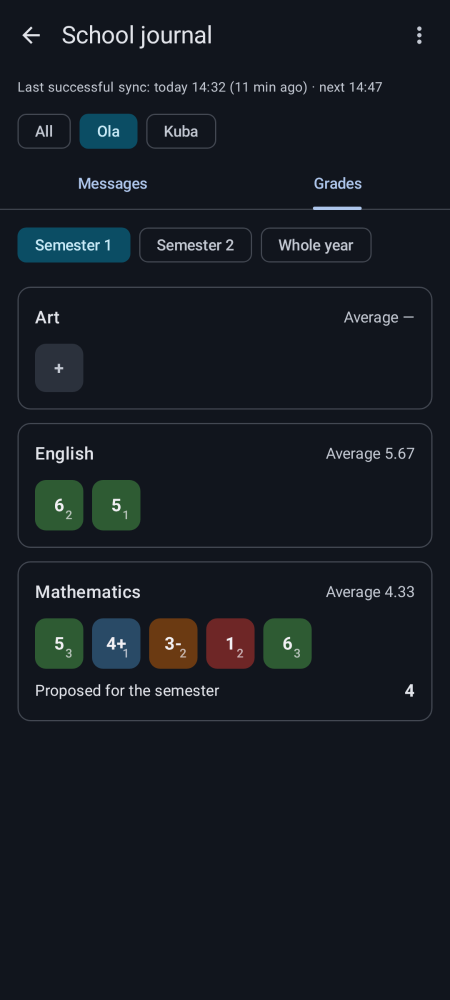 School journal
Last successful sync: today 14:32 (11 min ago) · next 14:47
All Ola Kuba
Messages Grades
Semester 1 Semester 2 Whole year
Art Average —
+
English Average 5.67
6 2 5 1
Mathematics Average 4.33
5 3 4+ 1 3- 2 1 2 6 3
Proposed for the semester 4